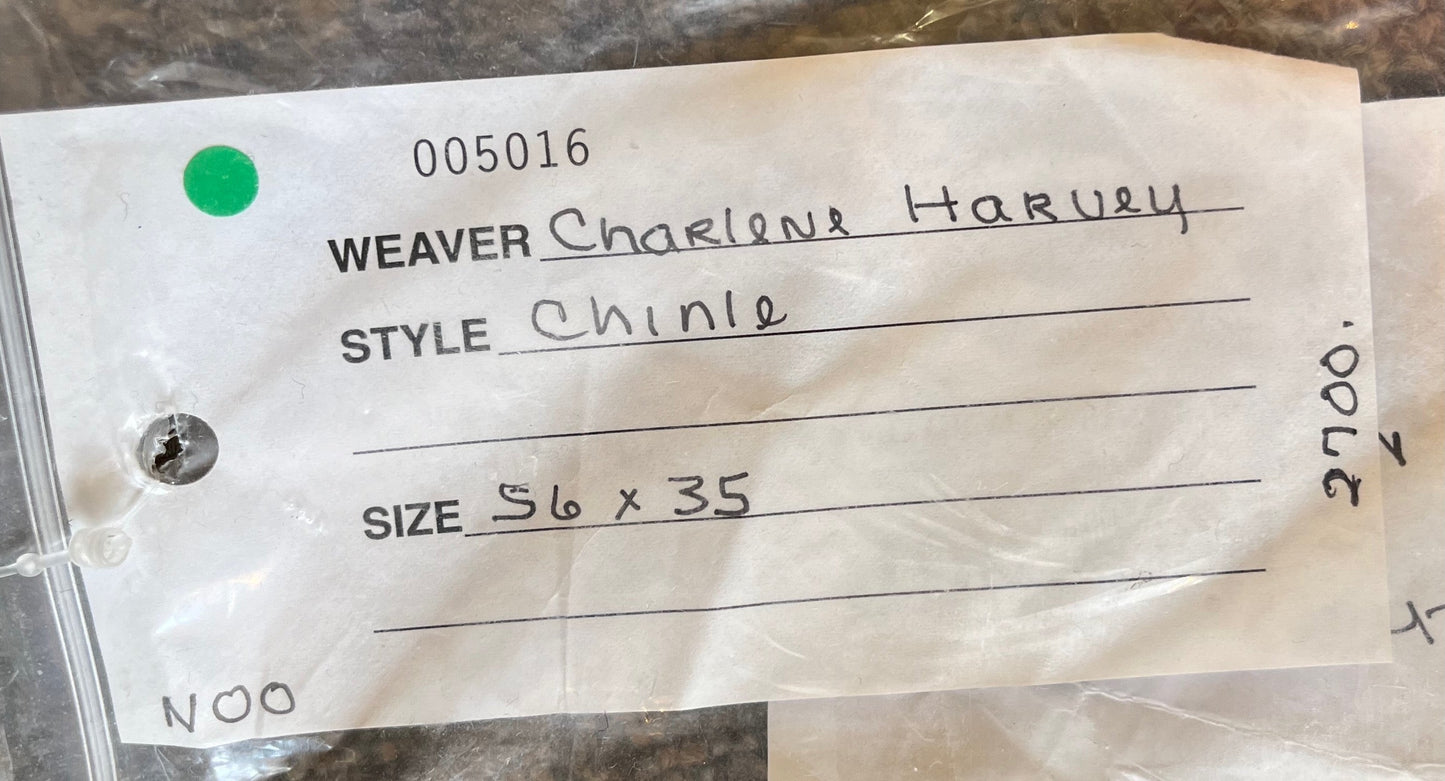 005016
WEAVER Charlene Harvey
STYLE Chinle
SIZE 56 x 35
2700.
NOO